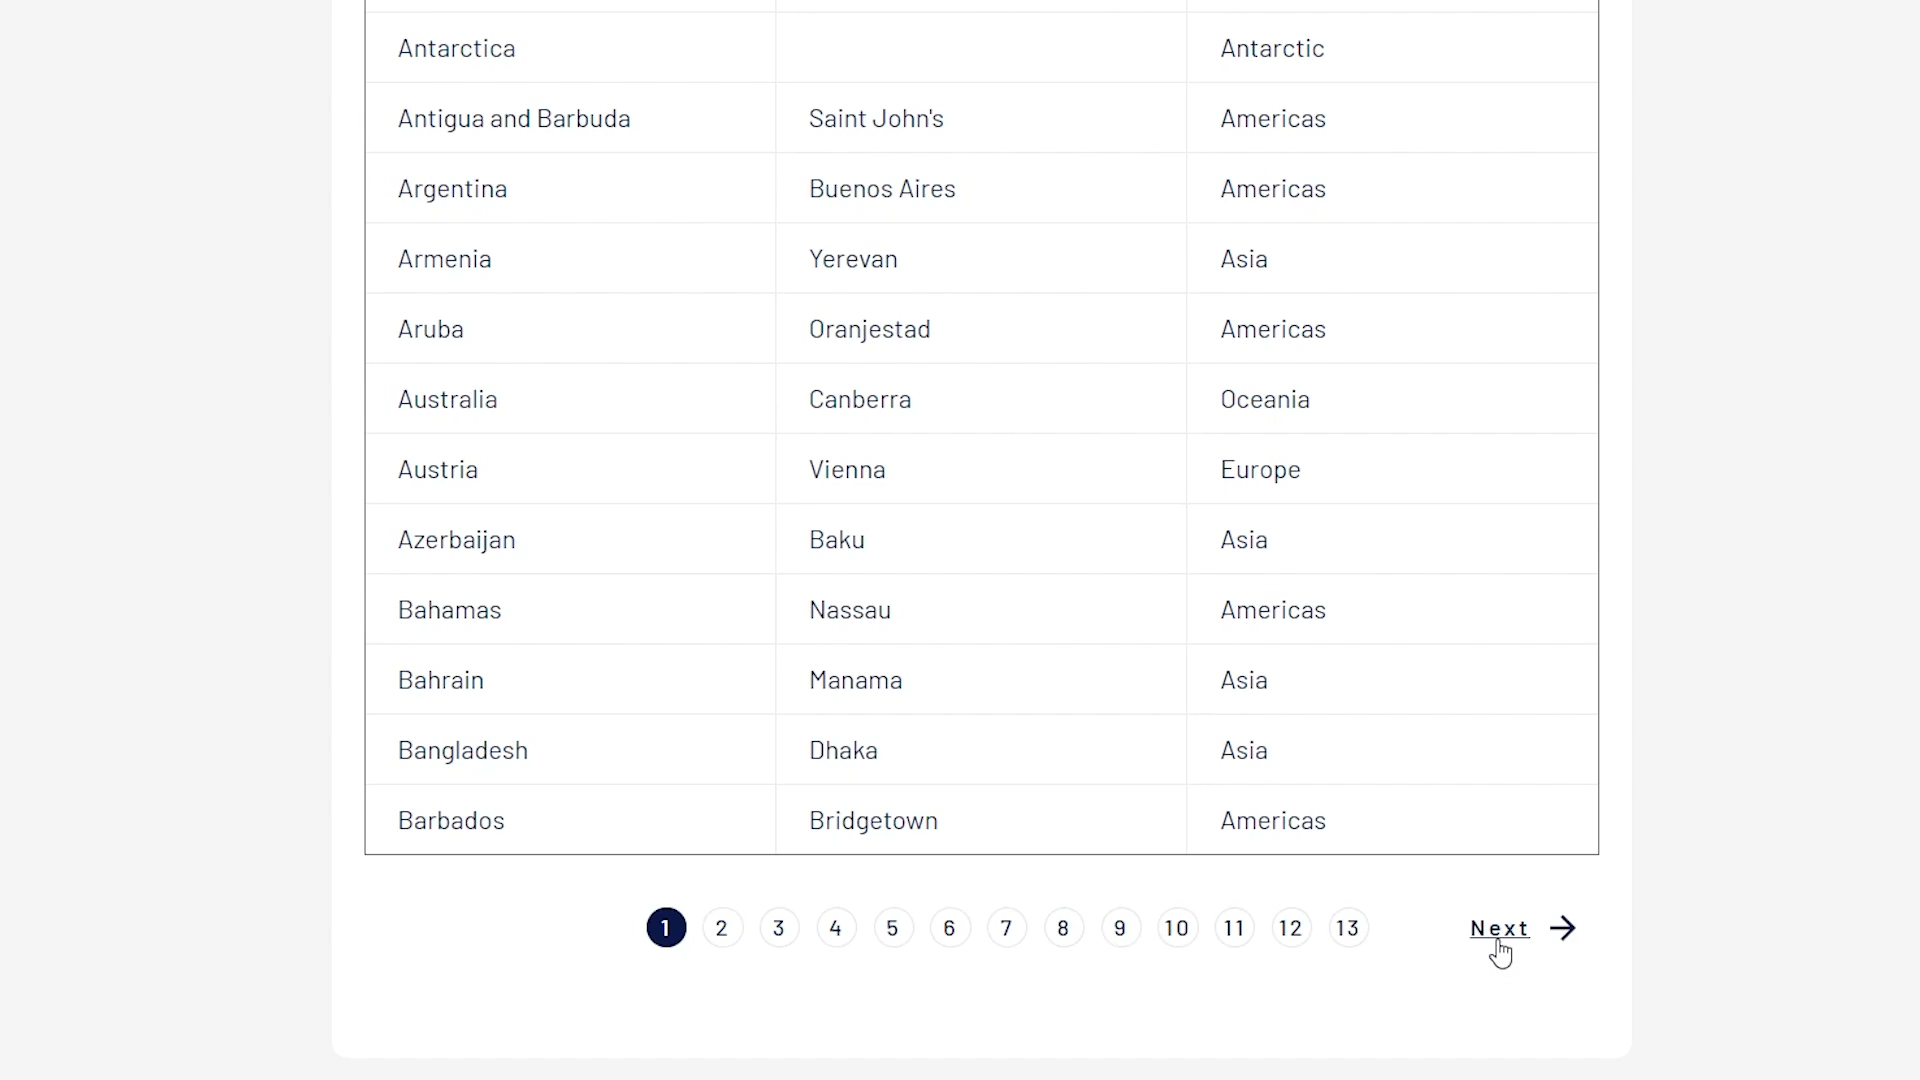 Antarctica Antarctic
Antigua and Barbuda Saint John's Americas
Argentina Buenos Aires Americas
Armenia Yerevan Asia
Aruba Oranjestad Americas
Australia Canberra Oceania
Austria Vienna Europe
Azerbaijan Baku Asia
Bahamas Nassau Americas
Bahrain Manama Asia
Bangladesh Dhaka Asia
Barbados Bridgetown Americas
1 2 3 4 5 6 7 8 9 10 11 12 13 Next